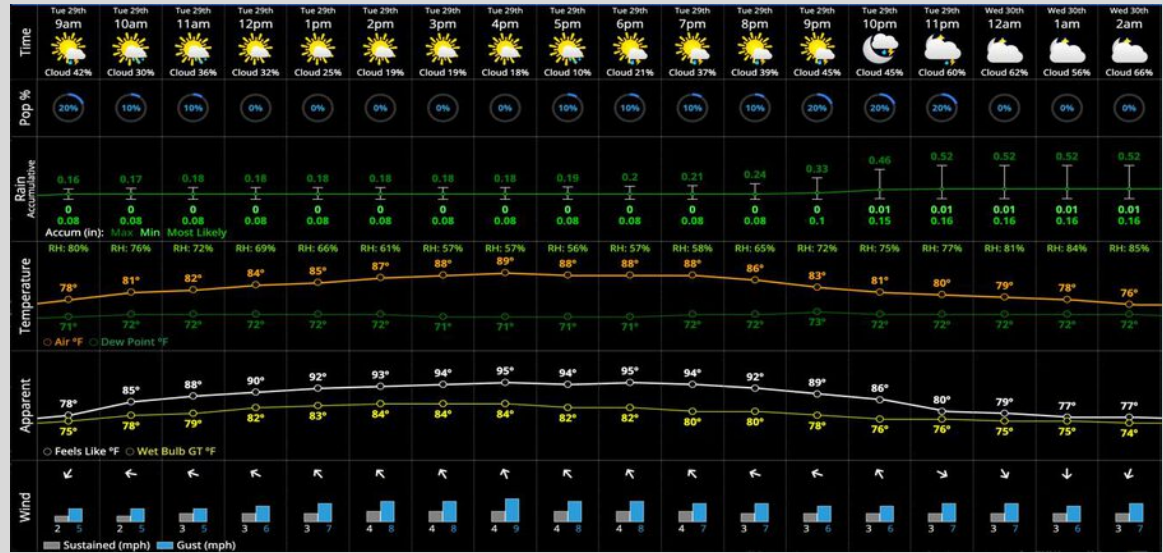 Tue 29th Tue 29th Tue 29th Tue 29th Tue 29th Tue 29th Tue 29th Tue 29th Tue 29th Tue 29th Tue 29th Tue 29th Tue 29th Tue 29th Tue 29th Wed 30th Wed 30th Wed 30th
Time 9am 10am 11am 12pm 1pm 2pm 3pm 4pm 5pm 6pm 7pm 8pm 9pm 10pm 11pm 12am 1am 2am
Cloud 42% Cloud 30% Cloud 36% Cloud 32% Cloud 25% Cloud 19% Cloud 19% Cloud 18% Cloud 10% Cloud 21% Cloud 37% Cloud 39% Cloud 45% Cloud 45% Cloud 60% Cloud 62% Cloud 56% Cloud 66%
Pop % 20% 10% 10% 0% 0% 0% 0% 0% 10% 10% 10% 10% 20% 20% 20% 0% 0% 0%
Rain
Accumulative
0.16 0.17 0.18 0.18 0.18 0.18 0.18 0.18 0.19 0.2 0.21 0.24 0.33 0.46 0.52 0.52 0.52 0.52
0 0 0 0 0 0 0 0 0 0 0 0 0 0.01 0.01 0.01 0.01 0.01
0.08 0.08 0.08 0.08 0.08 0.08 0.08 0.08 0.08 0.08 0.08 0.08 0.1 0.15 0.16 0.16 0.16 0.16
Accum (in): Max Min Most Likely
RH: 80% RH: 76% RH: 72% RH: 69% RH: 66% RH: 61% RH: 57% RH: 57% RH: 56% RH: 57% RH: 58% RH: 65% RH: 72% RH: 75% RH: 77% RH: 81% RH: 84% RH: 85%
Temperature
78° 81° 82° 84° 85° 87° 88° 89° 88° 88° 88° 86° 83° 81° 80° 79° 78° 76°
71° 72° 72° 72° 72° 72° 71° 71° 71° 71° 72° 72° 73° 72° 72° 72° 72° 72°
Air °F Dew Point °F
Apparent
78° 85° 88° 90° 92° 93° 94° 95° 94° 95° 94° 92° 89° 86° 80° 79° 77° 77°
75° 78° 79° 82° 83° 84° 84° 84° 82° 82° 80° 80° 78° 76° 76° 75° 75° 74°
Feels Like °F Wet Bulb GT °F
Wind
2 5 2 5 3 5 3 6 3 7 4 8 4 8 4 9 4 8 4 8 4 7 3 7 3 6 3 6 3 7 3 6 3 6 3 7
Sustained (mph) Gust (mph)